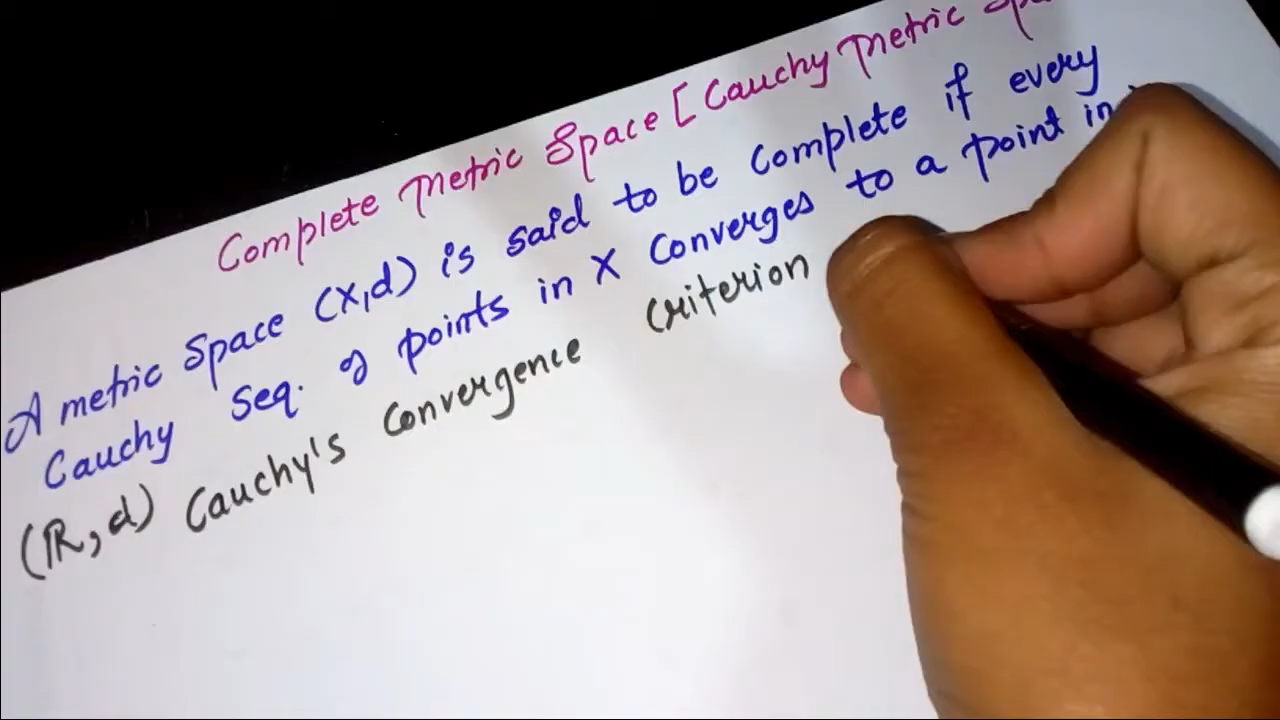 Complete Metric Space [ Cauchy Metric
A metric Space (X,d) is said to be complete if every
Cauchy seq. of points in X converges to a point in
(R,d) Cauchy's convergence criterion